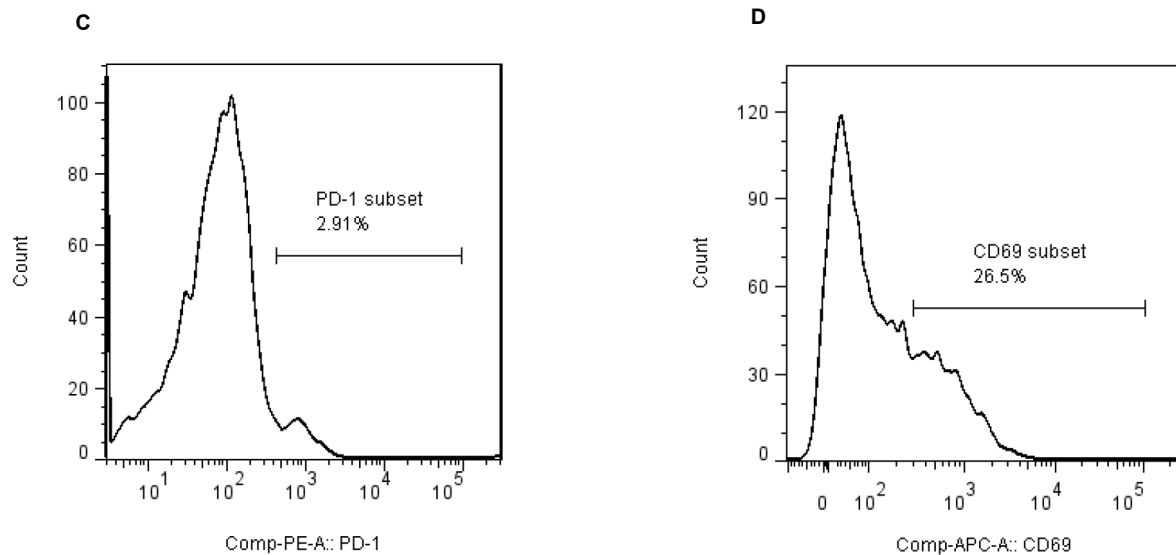 C
100
80
60
40
20
0
Count
PD-1 subset
2.91%
10^1
10^2
10^3
10^4
10^5
Comp-PE-A:: PD-1
D
120
90
60
30
0
Count
CD69 subset
26.5%
0
10^2
10^3
10^4
10^5
Comp-APC-A:: CD69